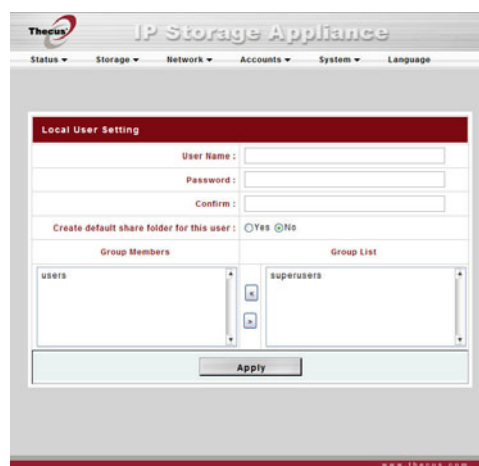 Thecus
IP Storage Appliance
Status Storage Network Accounts System Language
Local User Setting
User Name :
Password :
Confirm :
Create default share folder for this user : Yes No
Group Members Group List
users superusers
<
>
Apply
www.thecus.com